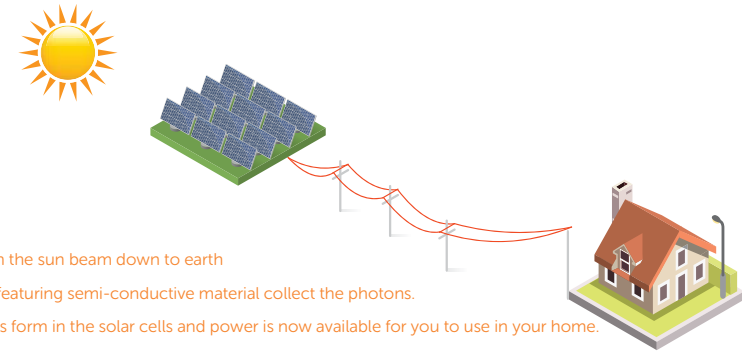 the sun beam down to earth
featuring semi-conductive material collect the photons.
form in the solar cells and power is now available for you to use in your home.